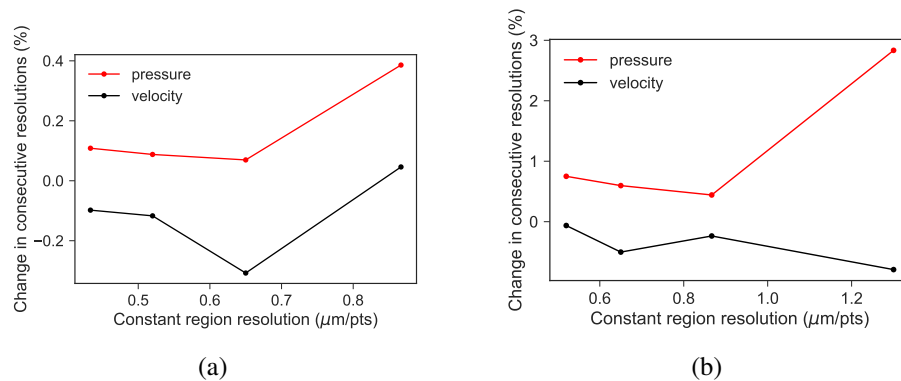 Change in consecutive resolutions (%)
0.4
0.2
0.0
−0.2
pressure
velocity
0.5 0.6 0.7 0.8
Constant region resolution (μm/pts)
(a)
Change in consecutive resolutions (%)
3
2
1
0
pressure
velocity
0.6 0.8 1.0 1.2
Constant region resolution (μm/pts)
(b)